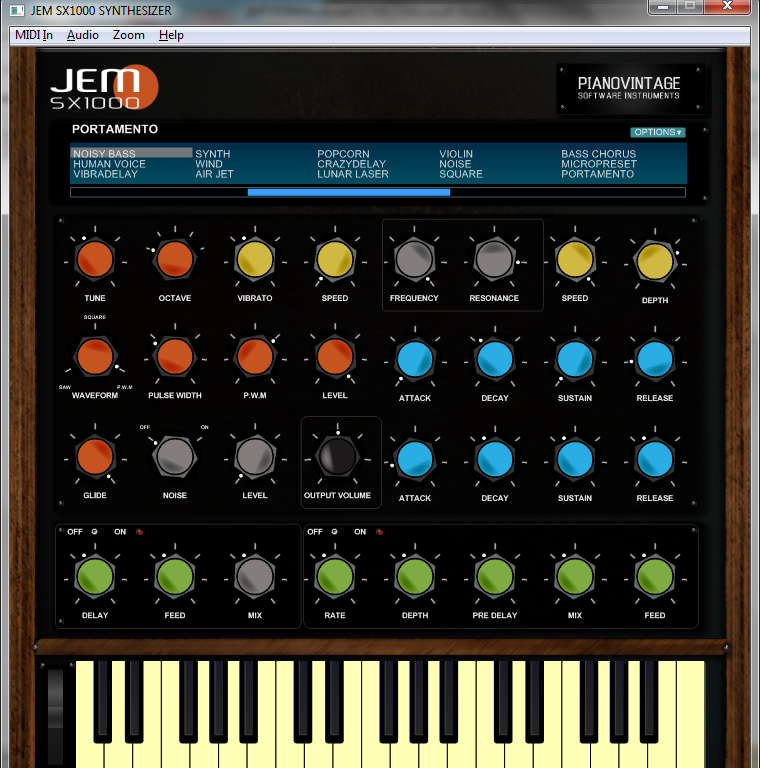 JEM SX1000 SYNTHESIZER
MIDI In Audio Zoom Help
JEM
SX1000
PIANOVINTAGE
SOFTWARE INSTRUMENTS
PORTAMENTO
OPTIONS▾
NOISY BASS SYNTH POPCORN VIOLIN BASS CHORUS
HUMAN VOICE WIND CRAZYDELAY NOISE MICROPRESET
VIBRADELAY AIR JET LUNAR LASER SQUARE PORTAMENTO
TUNE OCTAVE VIBRATO SPEED FREQUENCY RESONANCE SPEED DEPTH
SQUARE
SAW P.W.M
WAVEFORM PULSE WIDTH P.W.M LEVEL ATTACK DECAY SUSTAIN RELEASE
OFF ON
GLIDE NOISE LEVEL OUTPUT VOLUME ATTACK DECAY SUSTAIN RELEASE
OFF ON OFF ON
DELAY FEED MIX RATE DEPTH PRE DELAY MIX FEED